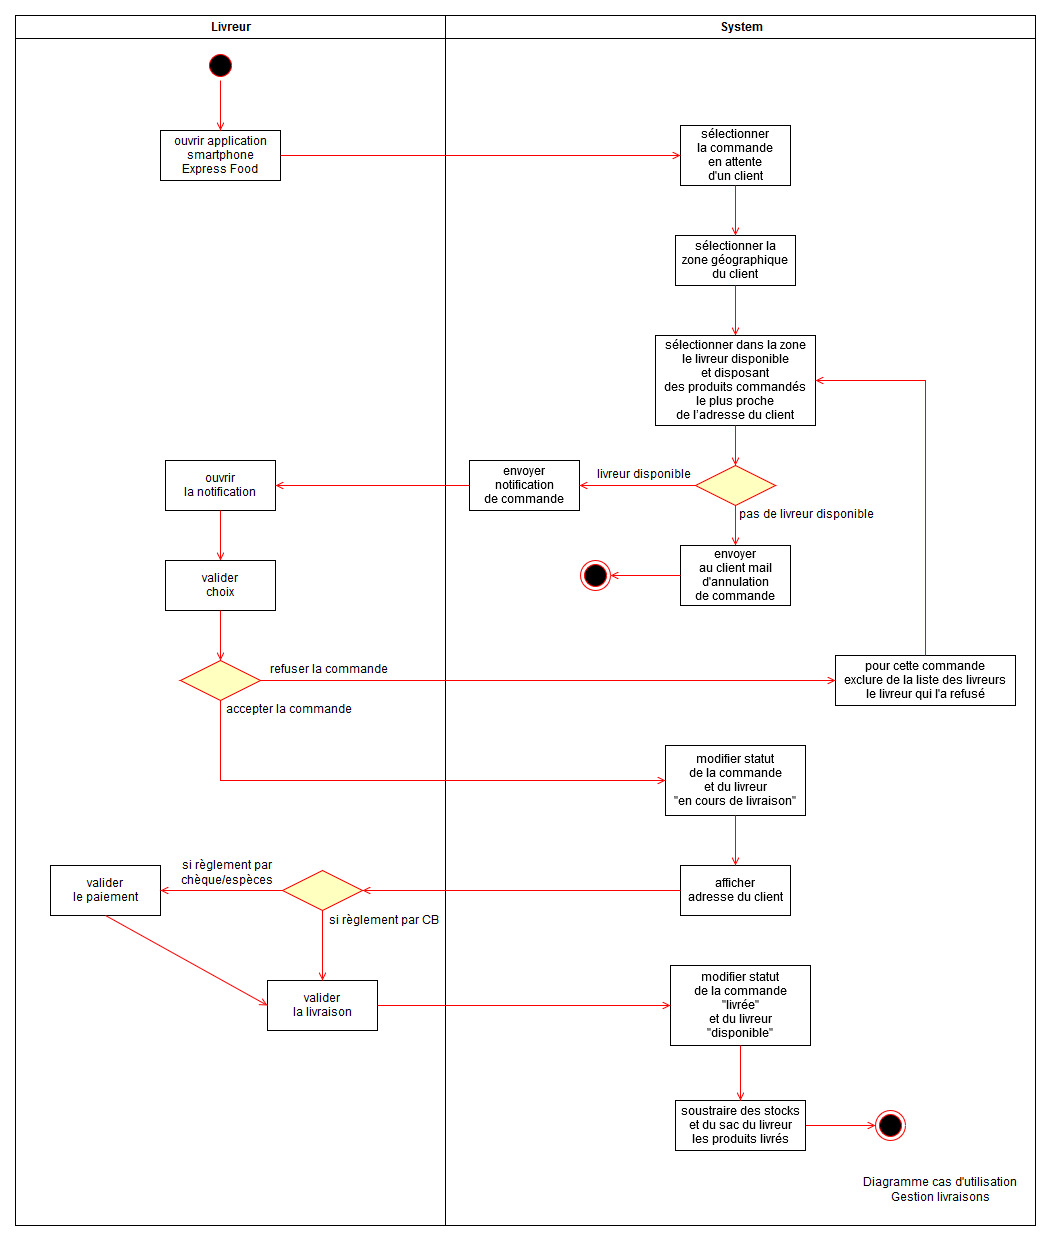 Livreur
System
ouvrir application
smartphone
Express Food
sélectionner
la commande
en attente
d'un client
sélectionner la
zone géographique
du client
sélectionner dans la zone
le livreur disponible
et disposant
des produits commandés
le plus proche
de l'adresse du client
livreur disponible
pas de livreur disponible
envoyer
notification
de commande
ouvrir
la notification
envoyer
au client mail
d'annulation
de commande
valider
choix
refuser la commande
accepter la commande
pour cette commande
exclure de la liste des livreurs
le livreur qui l'a refusé
modifier statut
de la commande
et du livreur
"en cours de livraison"
afficher
adresse du client
si règlement par
chèque/espèces
si règlement par CB
valider
le paiement
valider
la livraison
modifier statut
de la commande
"livrée"
et du livreur
"disponible"
soustraire des stocks
et du sac du livreur
les produits livrés
Diagramme cas d'utilisation
Gestion livraisons